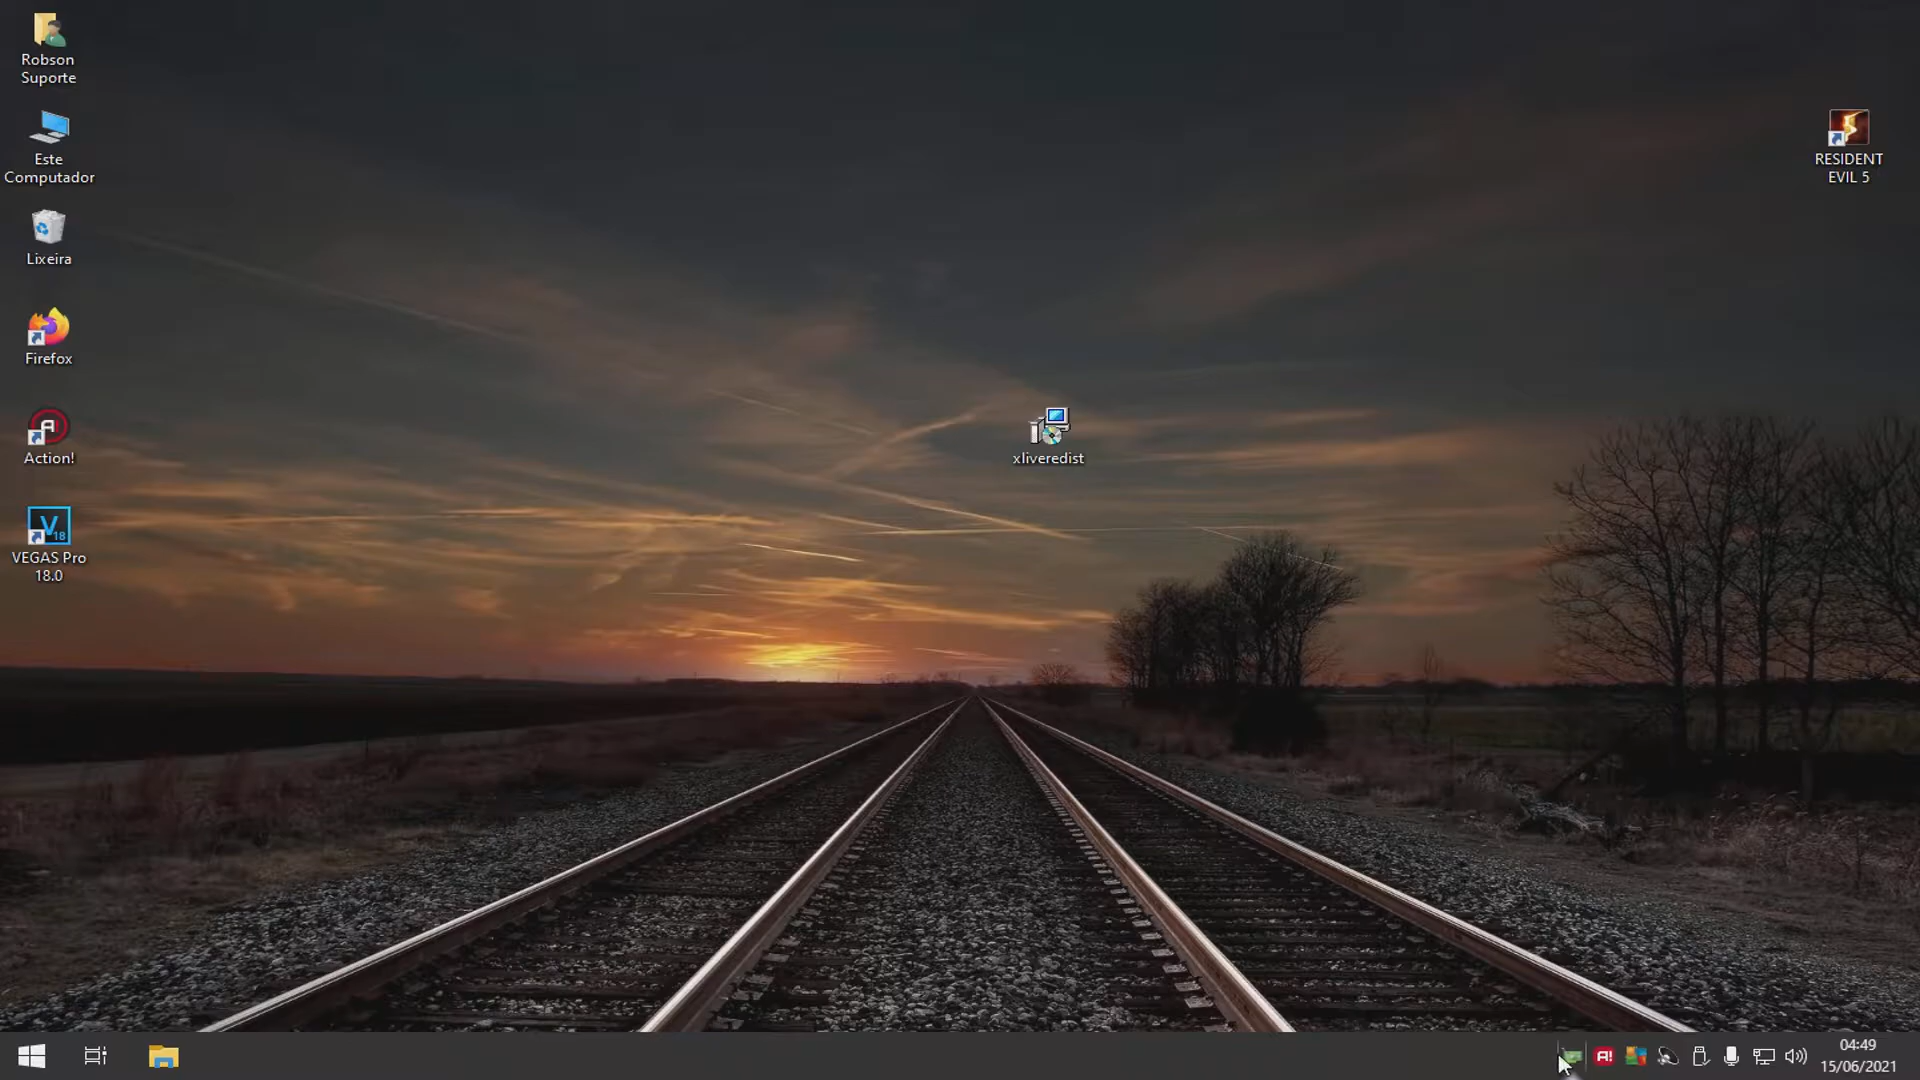 Robson
Suporte
Este
Computador
Lixeira
Firefox
A!
Action!
V
18
VEGAS Pro
18.0
xliveredist
RESIDENT
EVIL 5
A!
04:49
15/06/2021